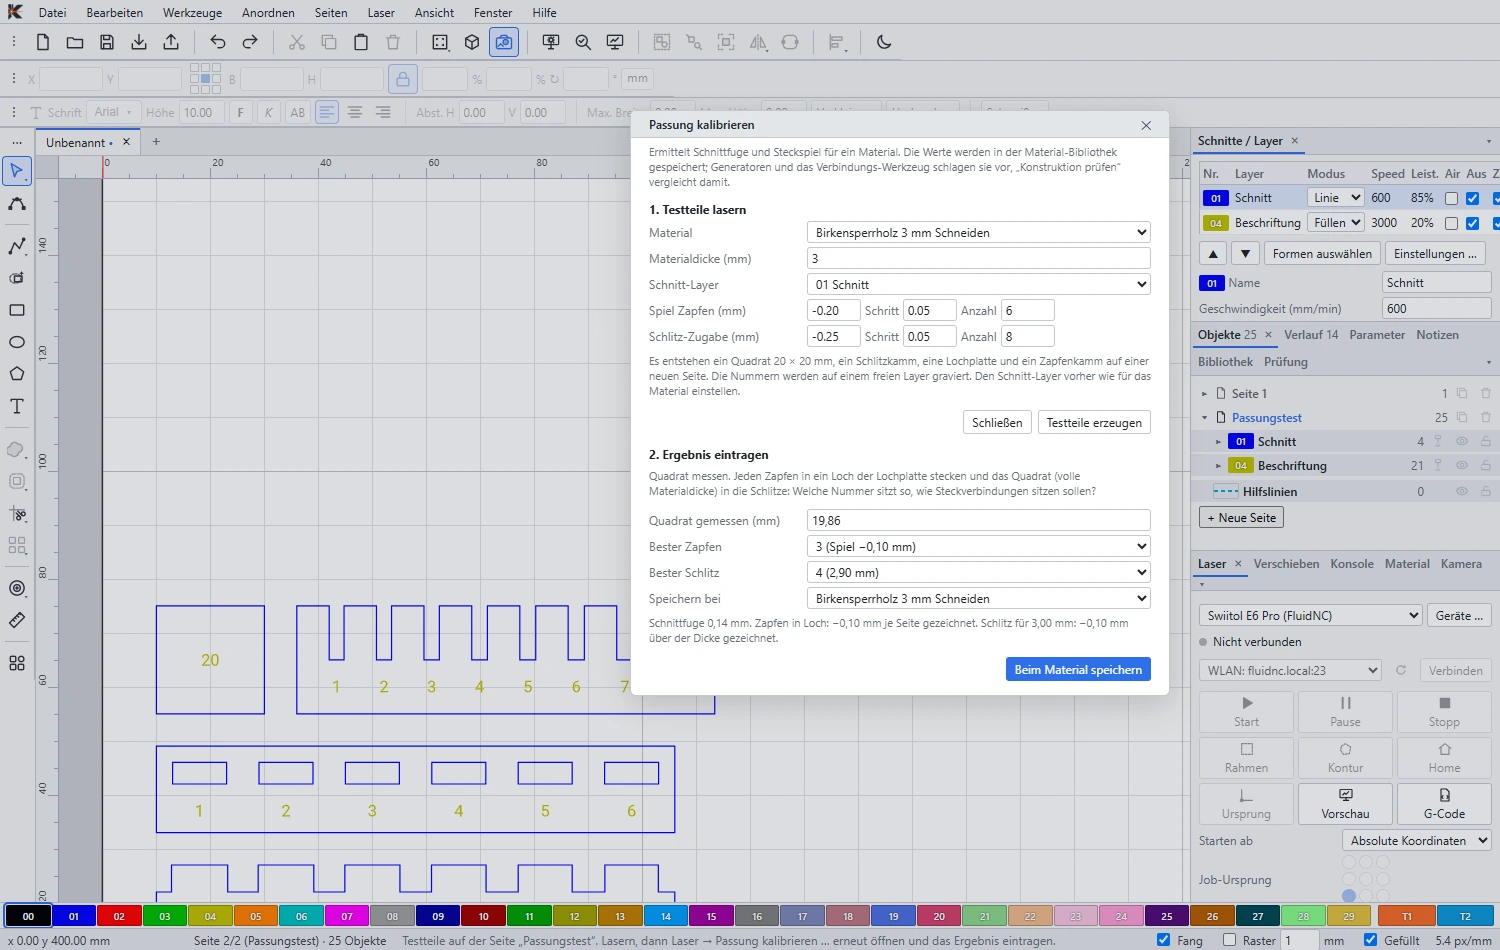 Datei Bearbeiten Werkzeuge Anordnen Seiten Laser Ansicht Fenster Hilfe
X Y B H % % ° mm
Schrift Arial Höhe 10.00 F K AB Abst. H 0.00 V 0.00 Max. Bre
Unbenannt • × +
0 20 40 60 80 2
140
120
100
80
60
40
20
20
1 2 3 4 5 6 7
1 2 3 4 5 6
Passung kalibrieren
Ermittelt Schnittfuge und Steckspiel für ein Material. Die Werte werden in der Material-Bibliothek
gespeichert; Generatoren und das Verbindungs-Werkzeug schlagen sie vor, „Konstruktion prüfen“
vergleicht damit.
1. Testteile lasern
Material Birkensperrholz 3 mm Schneiden
Materialdicke (mm) 3
Schnitt-Layer 01 Schnitt
Spiel Zapfen (mm) -0.20 Schritt 0.05 Anzahl 6
Schlitz-Zugabe (mm) -0.25 Schritt 0.05 Anzahl 8
Es entstehen ein Quadrat 20 × 20 mm, ein Schlitzkamm, eine Lochplatte und ein Zapfenkamm auf einer
neuen Seite. Die Nummern werden auf einem freien Layer graviert. Den Schnitt-Layer vorher wie für das
Material einstellen.
Schließen Testteile erzeugen
2. Ergebnis eintragen
Quadrat messen. Jeden Zapfen in ein Loch der Lochplatte stecken und das Quadrat (volle
Materialdicke) in die Schlitze: Welche Nummer sitzt so, wie Steckverbindungen sitzen sollen?
Quadrat gemessen (mm) 19,86
Bester Zapfen 3 (Spiel −0,10 mm)
Bester Schlitz 4 (2,90 mm)
Speichern bei Birkensperrholz 3 mm Schneiden
Schnittfuge 0,14 mm. Zapfen in Loch: −0,10 mm je Seite gezeichnet. Schlitz für 3,00 mm: −0,10 mm
über der Dicke gezeichnet.
Beim Material speichern
Schnitte / Layer ×
Nr. Layer Modus Speed Leist. Air Aus Z
01 Schnitt Linie 600 85%
04 Beschriftung Füllen 3000 20%
▲ ▼ Formen auswählen Einstellungen ...
01 Name Schnitt
Geschwindigkeit (mm/min) 600
Objekte 25 × Verlauf 14 Parameter Notizen
Bibliothek Prüfung
Seite 1 1
Passungstest 25
01 Schnitt 4
04 Beschriftung 21
Hilfslinien 0
+ Neue Seite
Laser × Verschieben Konsole Material Kamera
Swiitol E6 Pro (FluidNC) Geräte ...
Nicht verbunden
WLAN: fluidnc.local:23 Verbinden
Start Pause Stopp
Rahmen Kontur Home
Ursprung Vorschau G-Code
Starten ab Absolute Koordinaten
Job-Ursprung
00 01 02 03 04 05 06 07 08 09 10 11 12 13 14 15 16 17 18 19 20 21 22 23 24 25 26 27 28 29 T1 T2
x 0.00 y 400.00 mm Seite 2/2 (Passungstest) · 25 Objekte Testteile auf der Seite „Passungstest“. Lasern, dann Laser → Passung kalibrieren ... erneut öffnen und das Ergebnis eintragen. Fang Raster 1 mm Gefüllt 5.4 px/mm